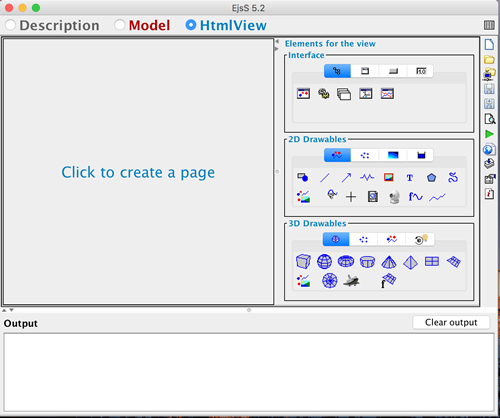 EjsS 5.2
Description
Model
HtmlView
Elements for the view
Interface
Click to create a page
2D Drawables
T
3D Drawables
Output
Clear output